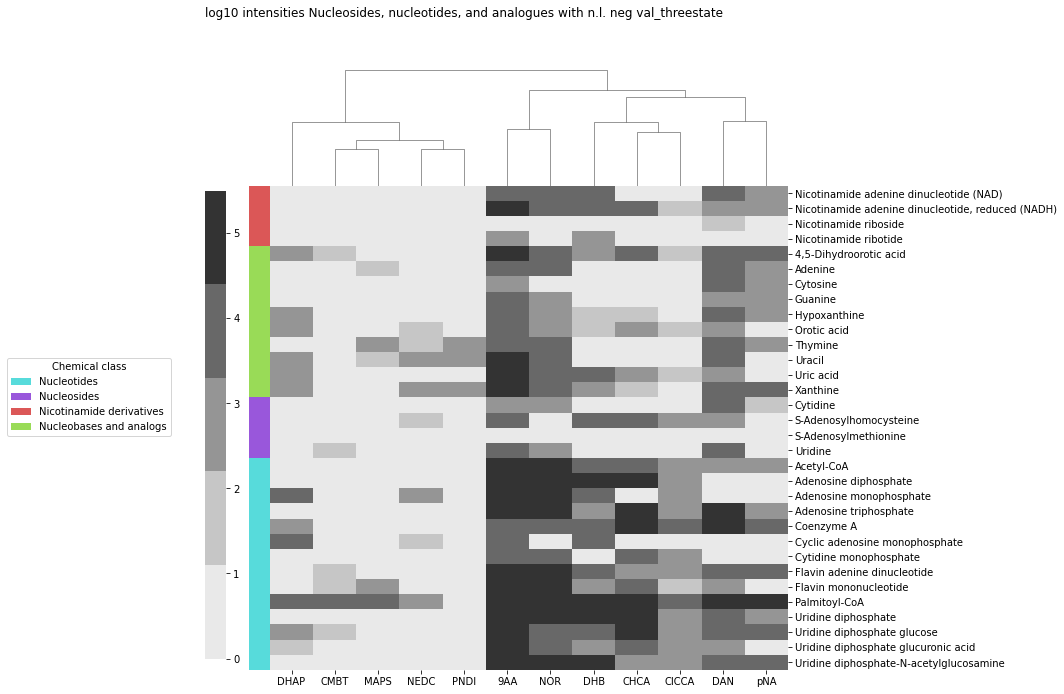 log10 intensities Nucleosides, nucleotides, and analogues with n.l. neg val_threestate
5
4
3
2
1
0
Chemical class
Nucleotides
Nucleosides
Nicotinamide derivatives
Nucleobases and analogs
Nicotinamide adenine dinucleotide (NAD)
Nicotinamide adenine dinucleotide, reduced (NADH)
Nicotinamide riboside
Nicotinamide ribotide
4,5-Dihydroorotic acid
Adenine
Cytosine
Guanine
Hypoxanthine
Orotic acid
Thymine
Uracil
Uric acid
Xanthine
Cytidine
S-Adenosylhomocysteine
S-Adenosylmethionine
Uridine
Acetyl-CoA
Adenosine diphosphate
Adenosine monophosphate
Adenosine triphosphate
Coenzyme A
Cyclic adenosine monophosphate
Cytidine monophosphate
Flavin adenine dinucleotide
Flavin mononucleotide
Palmitoyl-CoA
Uridine diphosphate
Uridine diphosphate glucose
Uridine diphosphate glucuronic acid
Uridine diphosphate-N-acetylglucosamine
DHAP CMBT MAPS NEDC PNDI 9AA NOR DHB CHCA ClCCA DAN pNA